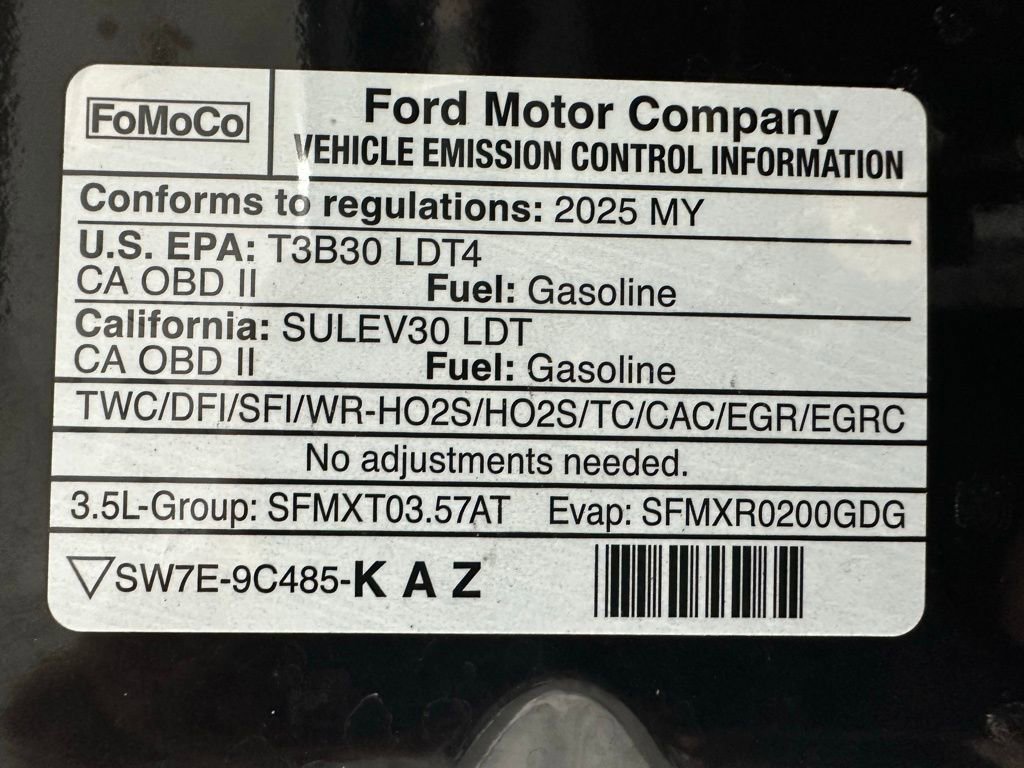 FoMoCo
Ford Motor Company
VEHICLE EMISSION CONTROL INFORMATION
Conforms to regulations: 2025 MY
U.S. EPA: T3B30 LDT4
CA OBD II Fuel: Gasoline
California: SULEV30 LDT
CA OBD II Fuel: Gasoline
TWC/DFI/SFI/WR-HO2S/HO2S/TC/CAC/EGR/EGRC
No adjustments needed.
3.5L-Group: SFMXT03.57AT Evap: SFMXR0200GDG
▽SW7E-9C485-K A Z